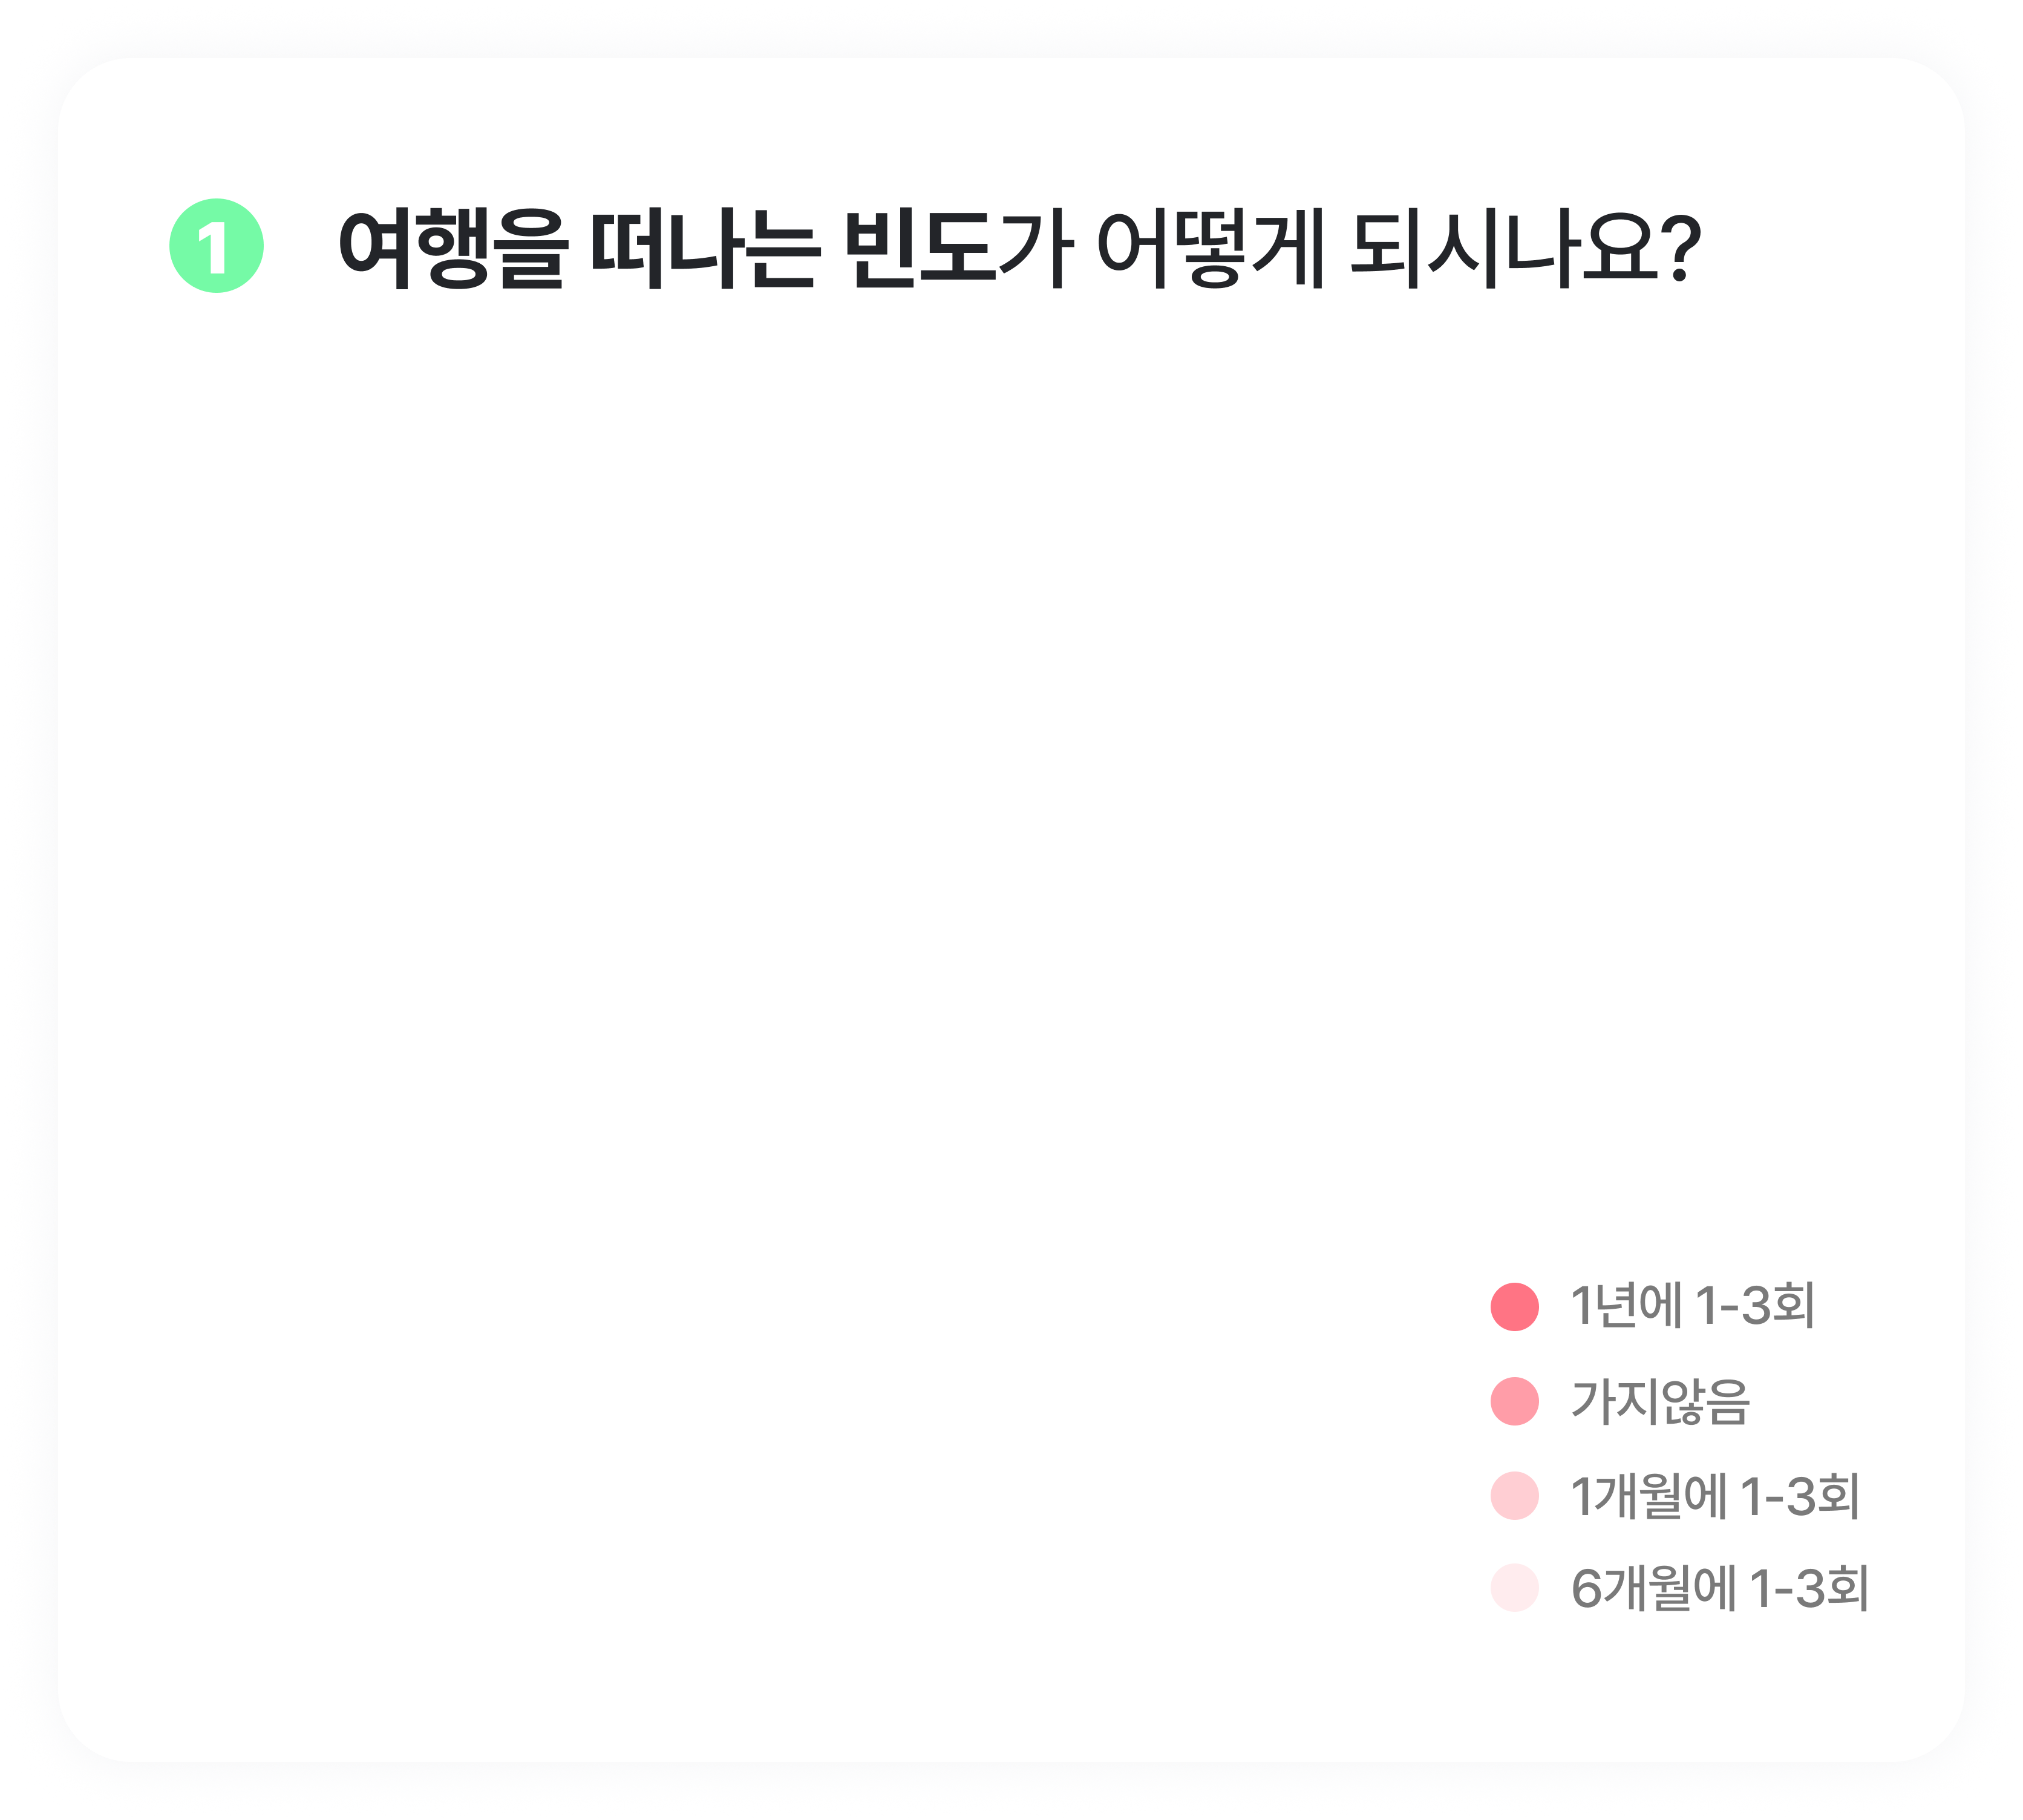 1 여행을 떠나는 빈도가 어떻게 되시나요?
1년에 1-3회
가지않음
1개월에 1-3회
6개월에 1-3회